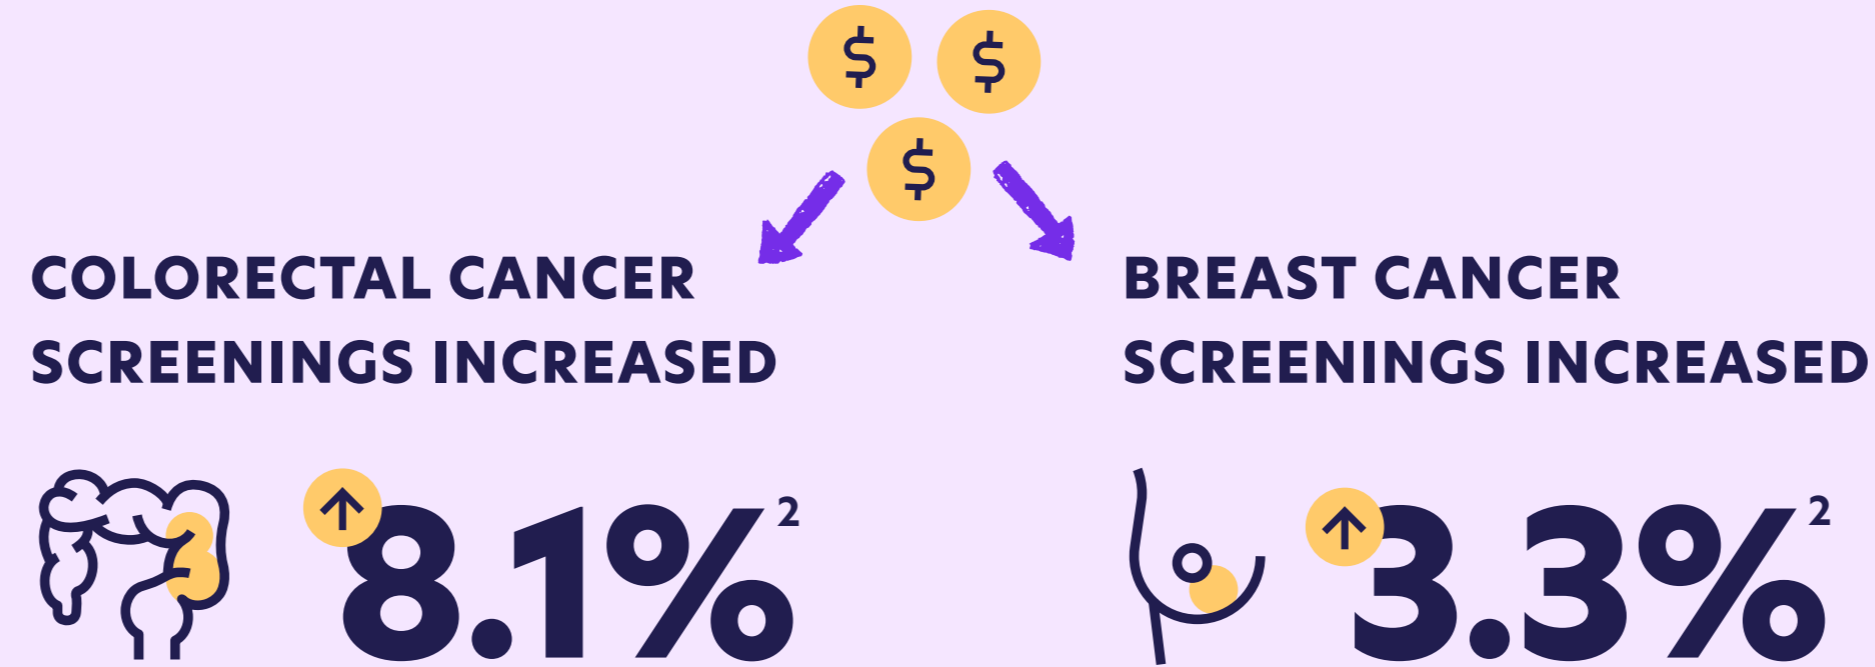 $ $
$
COLORECTAL CANCER
SCREENINGS INCREASED
8.1%²
BREAST CANCER
SCREENINGS INCREASED
3.3%²